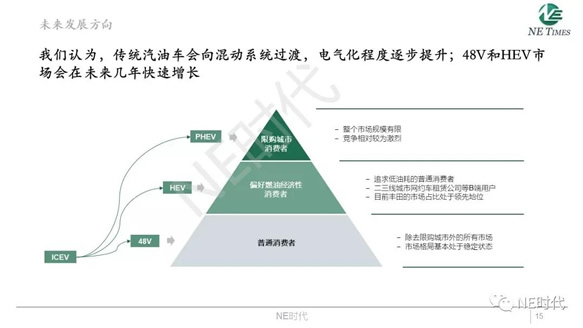 未来发展方向
NE TIMES
我们认为，传统汽油车会向混动系统过渡，电气化程度逐步提升；48V和HEV市
场会在未来几年快速增长
PHEV
限购城市
消费者
- 整个市场规模有限
- 竞争相对较为激烈
HEV
偏好燃油经济性
消费者
- 追求低油耗的普通消费者
- 二三线城市网约车租赁公司等B端用户
- 目前丰田的市场占比处于领先地位
48V
普通消费者
- 除去限购城市外的所有市场
- 市场格局基本处于稳定状态
ICEV
NE时代
NE时代
NE时代
15